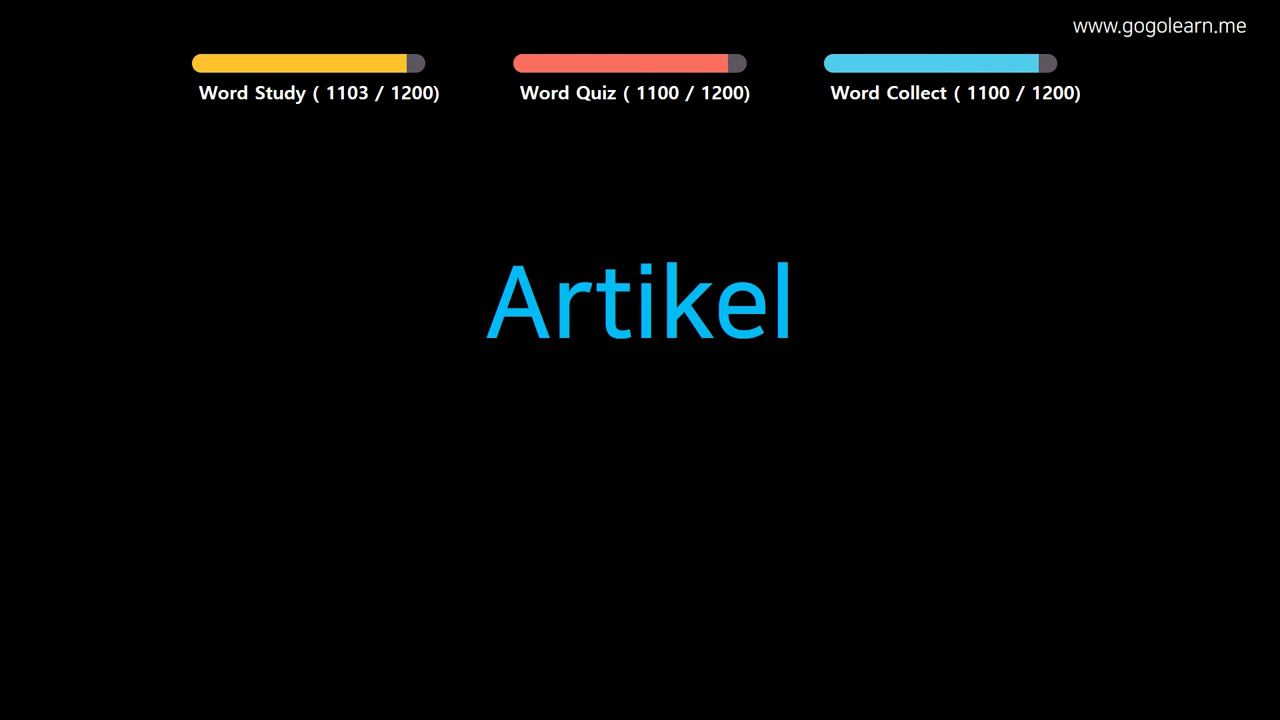 www.gogolearn.me
Word Study ( 1103 / 1200)
Word Quiz ( 1100 / 1200)
Word Collect ( 1100 / 1200)
Artikel